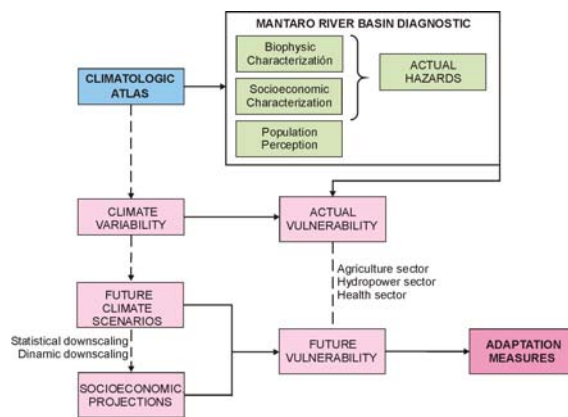 MANTARO RIVER BASIN DIAGNOSTIC
Biophysic
Characterización
Socioeconomic
Characterization
Population
Perception
ACTUAL
HAZARDS
CLIMATOLOGIC
ATLAS
CLIMATE
VARIABILITY
ACTUAL
VULNERABILITY
Agriculture sector
Hydropower sector
Health sector
FUTURE
CLIMATE
SCENARIOS
Statistical downscaling
Dinamic downscaling
SOCIOECONOMIC
PROJECTIONS
FUTURE
VULNERABILITY
ADAPTATION
MEASURES